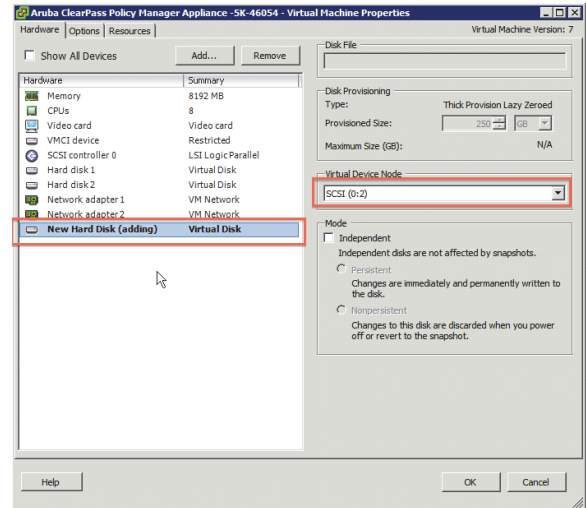 Aruba ClearPass Policy Manager Appliance -5K-46054 - Virtual Machine Properties
Hardware Options Resources Virtual Machine Version: 7
Show All Devices Add... Remove
Hardware Summary
Memory 8192 MB
CPUs 8
Video card Video card
VMCI device Restricted
SCSI controller 0 LSI Logic Parallel
Hard disk 1 Virtual Disk
Hard disk 2 Virtual Disk
Network adapter 1 VM Network
Network adapter 2 VM Network
New Hard Disk (adding) Virtual Disk
Disk File
Disk Provisioning
Type: Thick Provision Lazy Zeroed
Provisioned Size: 250 GB
Maximum Size (GB): N/A
Virtual Device Node
SCSI (0:2)
Mode
Independent
Independent disks are not affected by snapshots.
Persistent
Changes are immediately and permanently written to
the disk.
Nonpersistent
Changes to this disk are discarded when you power
off or revert to the snapshot.
Help OK Cancel